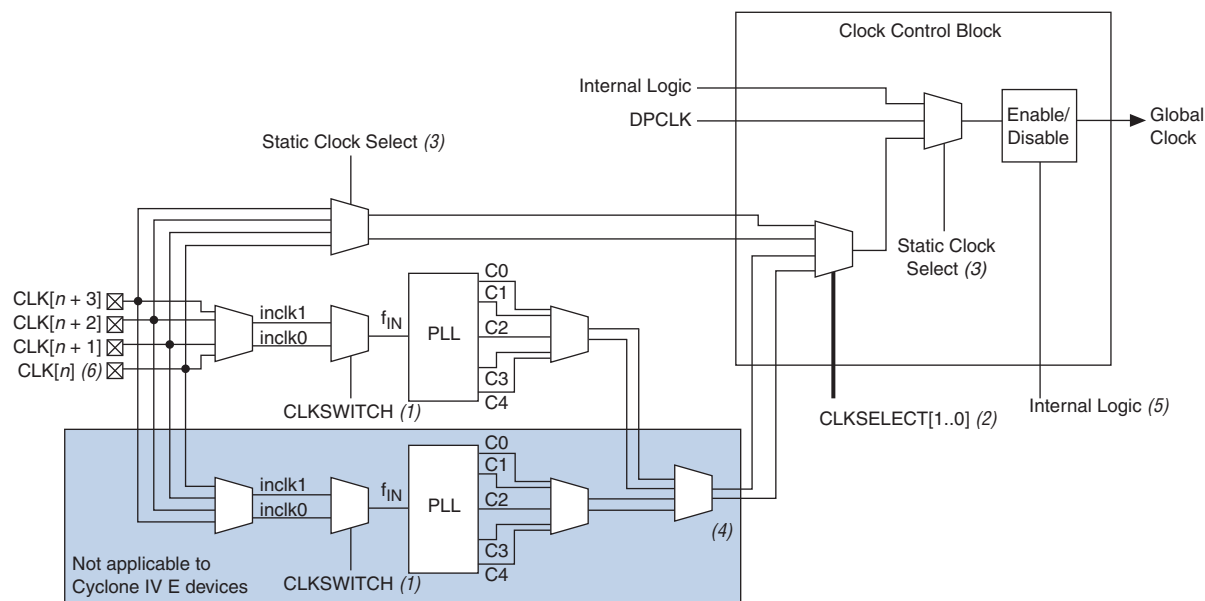 Clock Control Block
Internal Logic
DPCLK
Enable/
Disable
Global
Clock
Static Clock Select (3)
Static Clock
Select (3)
CLK[n + 3]
CLK[n + 2]
CLK[n + 1]
CLK[n] (6)
inclk1
inclk0
fIN
PLL
C0
C1
C2
C3
C4
CLKSWITCH (1)
CLKSELECT[1..0] (2)
Internal Logic (5)
inclk1
inclk0
fIN
PLL
C0
C1
C2
C3
C4
(4)
CLKSWITCH (1)
Not applicable to
Cyclone IV E devices